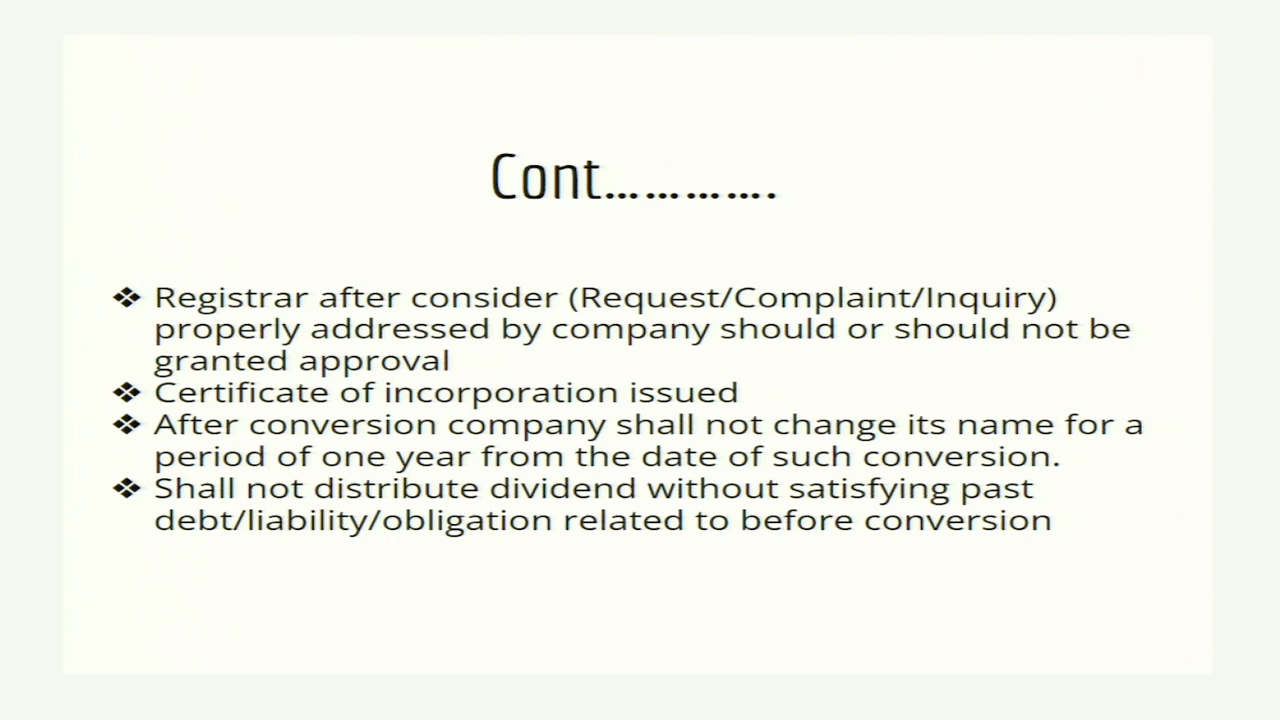 Cont………….
❖ Registrar after consider (Request/Complaint/Inquiry)
properly addressed by company should or should not be
granted approval
❖ Certificate of incorporation issued
❖ After conversion company shall not change its name for a
period of one year from the date of such conversion.
❖ Shall not distribute dividend without satisfying past
debt/liability/obligation related to before conversion